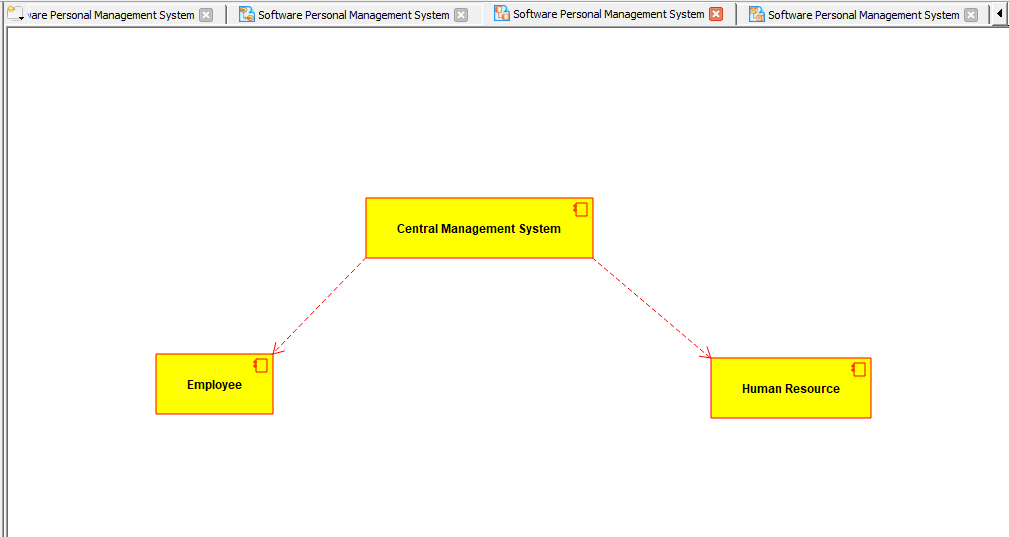 ware Personal Management System
Software Personal Management System
Software Personal Management System
Software Personal Management System
Central Management System
Employee
Human Resource